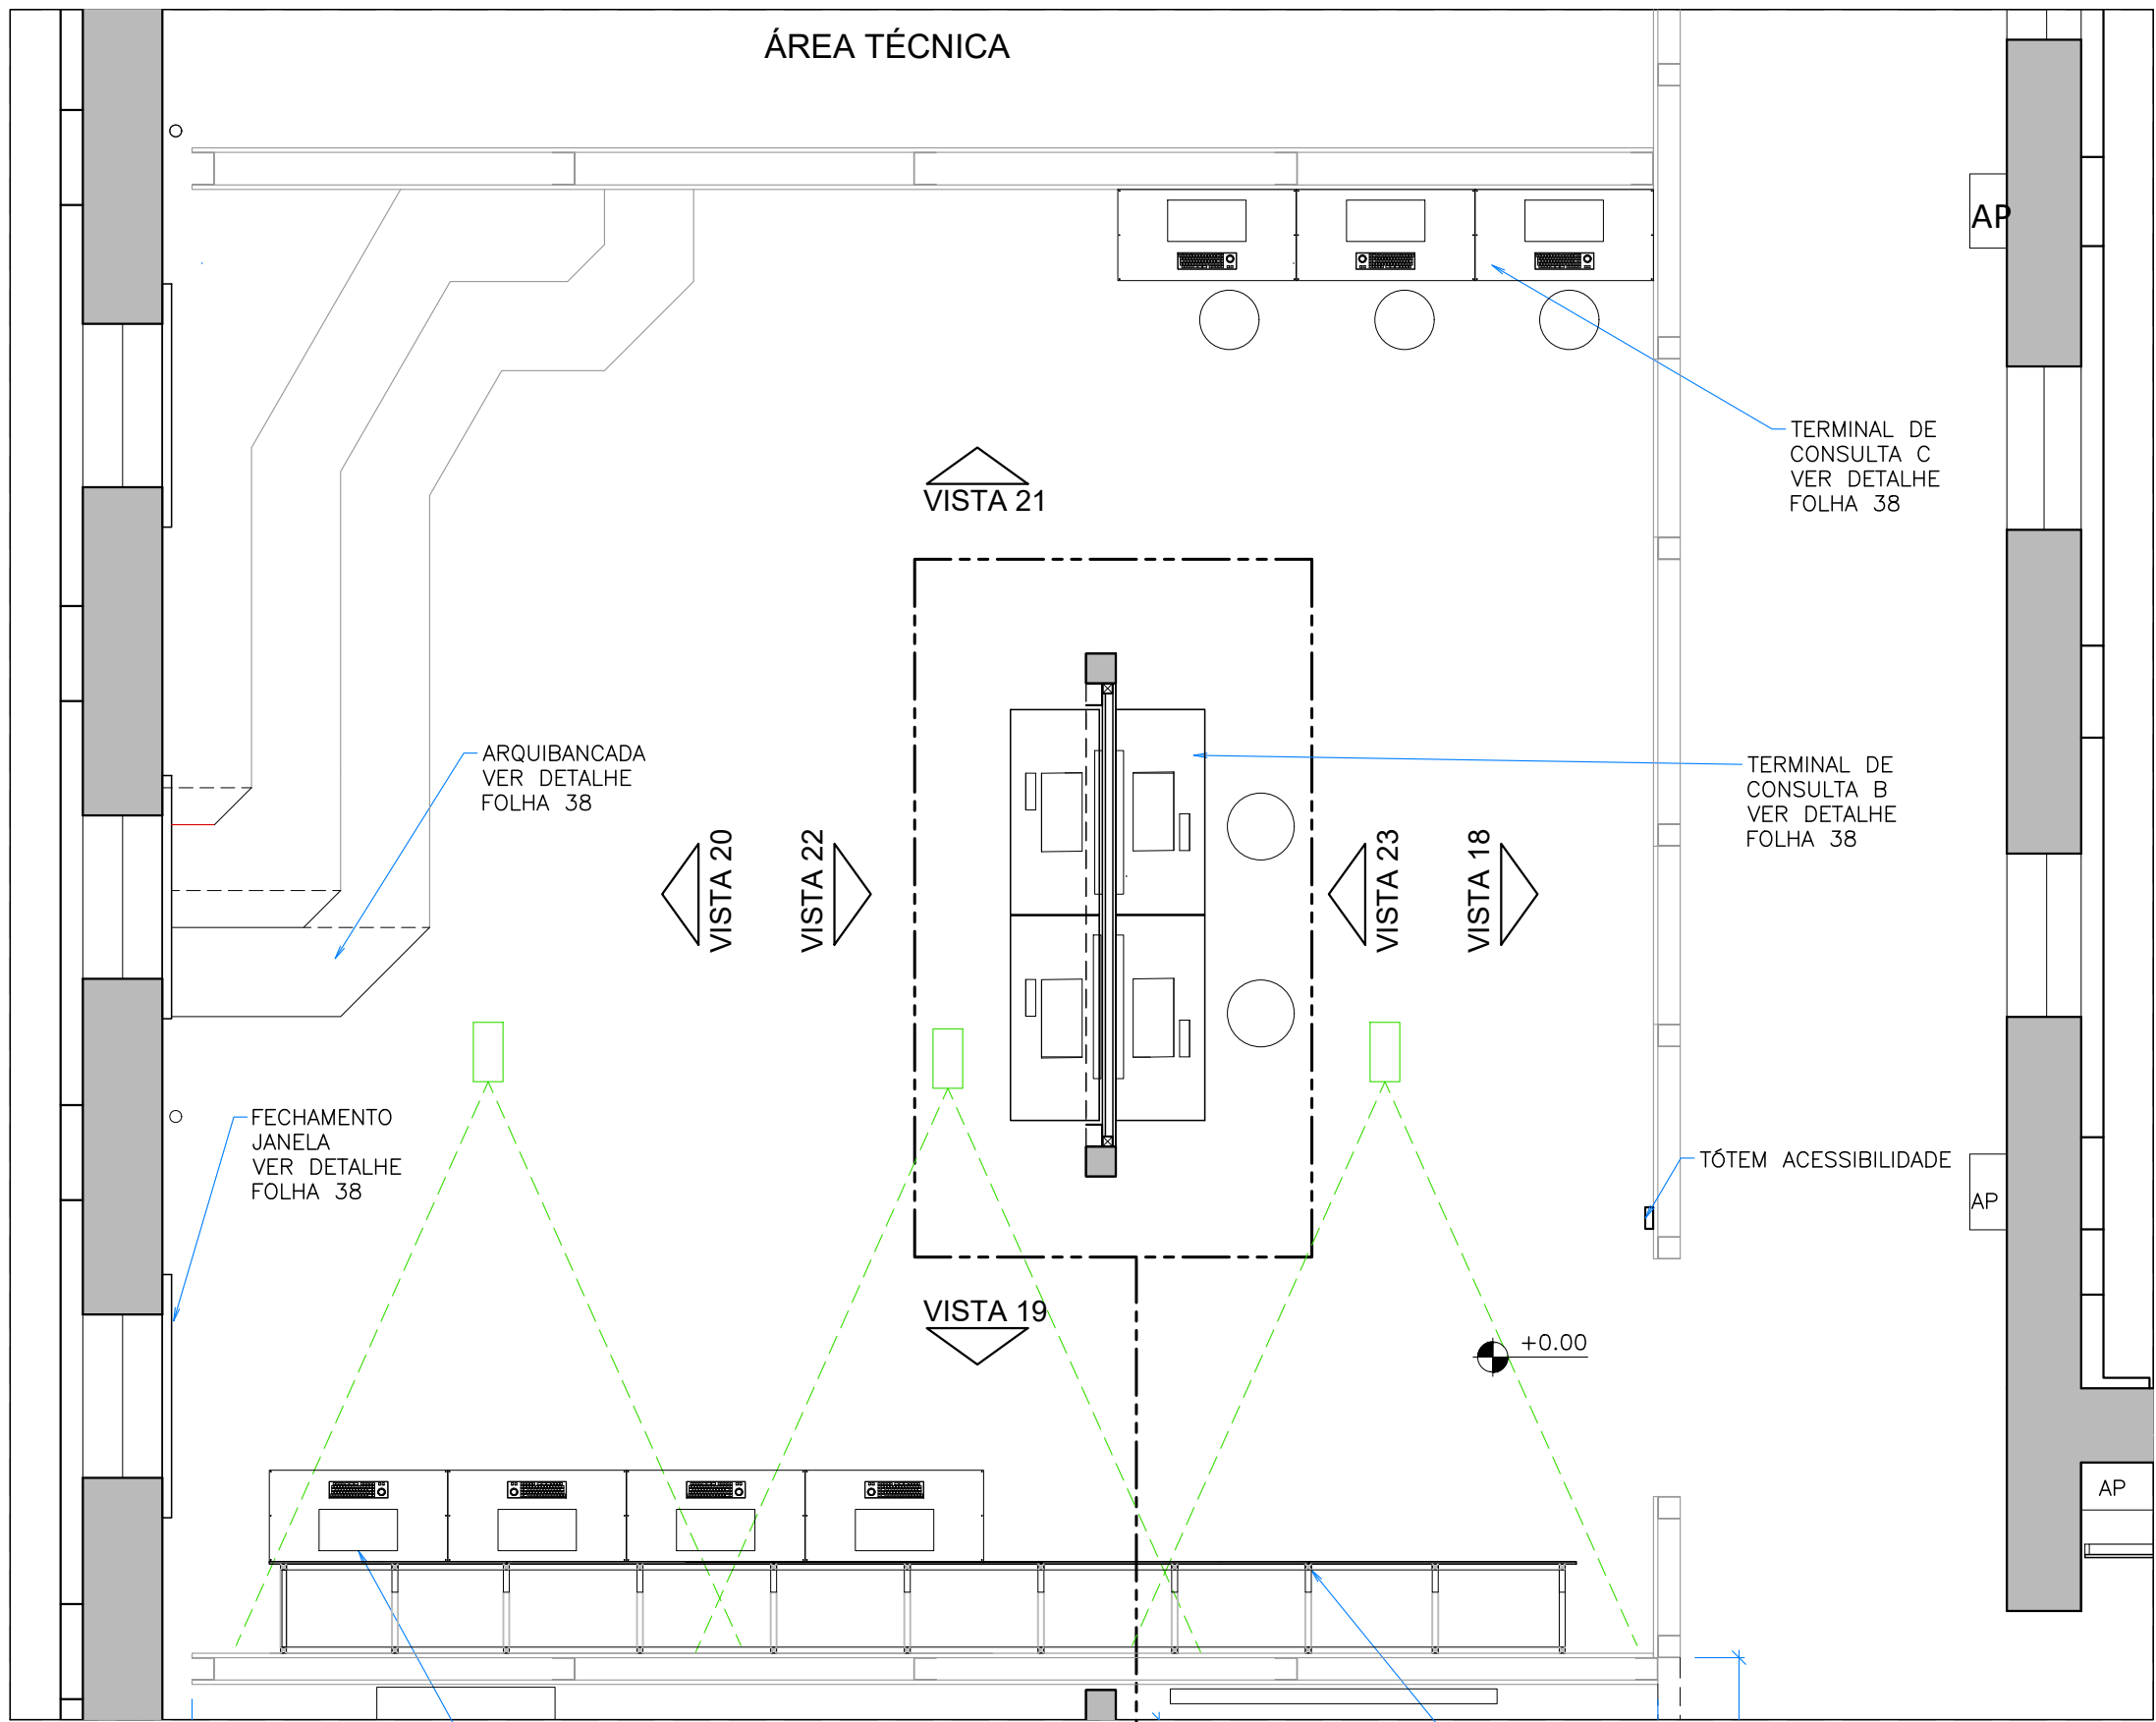 ÁREA TÉCNICA
AP
TERMINAL DE
CONSULTA C
VER DETALHE
FOLHA 38
VISTA 21
ARQUIBANCADA
VER DETALHE
FOLHA 38
TERMINAL DE
CONSULTA B
VER DETALHE
FOLHA 38
VISTA 20
VISTA 22
VISTA 23
VISTA 18
FECHAMENTO
JANELA
VER DETALHE
FOLHA 38
TÓTEM ACESSIBILIDADE
AP
VISTA 19
+0.00
AP